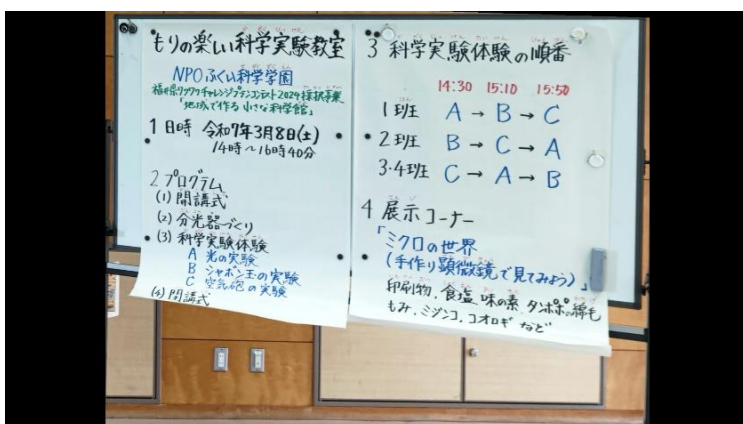 もりの楽しい科学実験教室
NPOふくい科学学園
福井県ワクワクチャレンジプランコンテスト2024採択事業
「地域で作る小さな科学館」
1 日時 令和7年3月8日(土)
14時~16時40分
2 プログラム
(1) 開講式
(2) 分光器づくり
(3) 科学実験体験
A 光の実験
B シャボン玉の実験
C 空気砲の実験
(4) 閉講式
3 科学実験体験の順番
14:30 15:10 15:50
1班 A → B → C
2班 B → C → A
3・4班 C → A → B
4 展示コーナー
「ミクロの世界
(手作り顕微鏡で見てみよう)」
印刷物、食塩、味の素、タンポポの綿毛
もみ、ミジンコ、コオロギ など